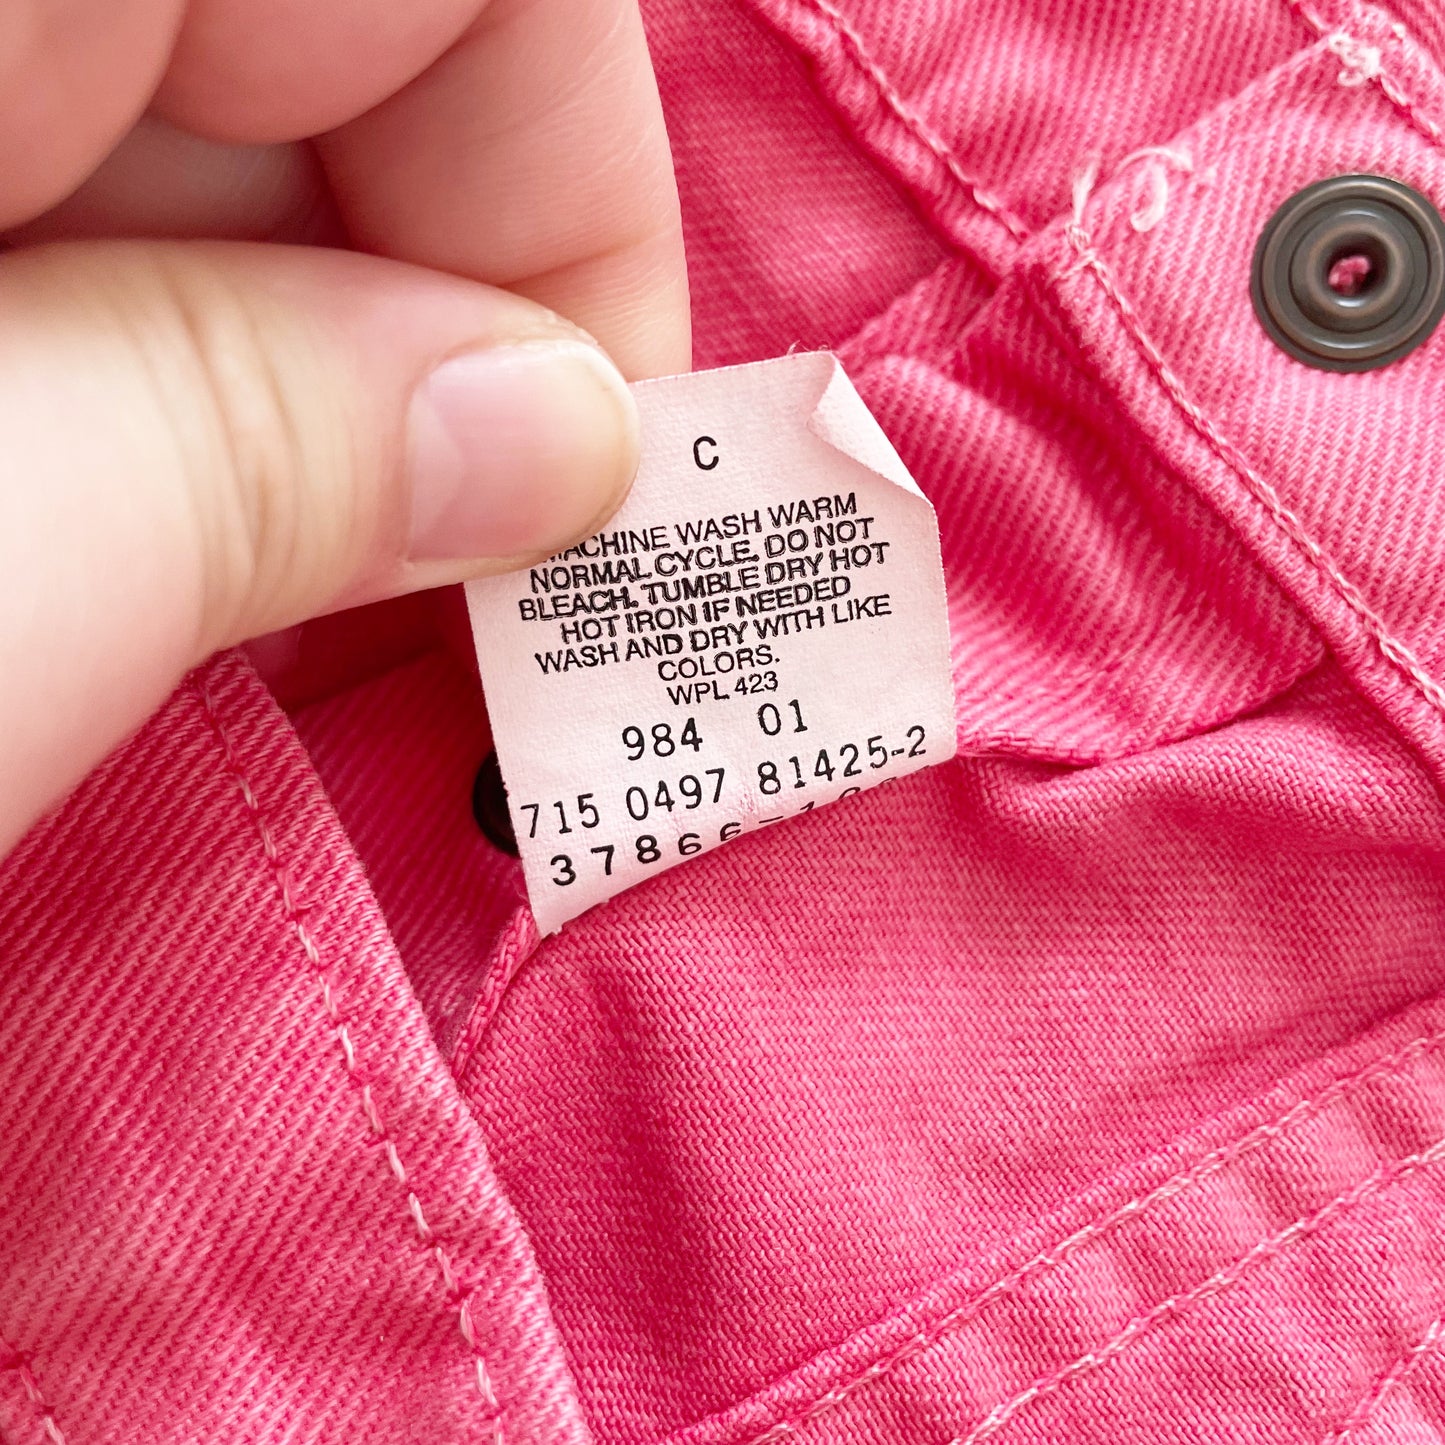 C
MACHINE WASH WARM
NORMAL CYCLE. DO NOT
BLEACH. TUMBLE DRY HOT
HOT IRON IF NEEDED
WASH AND DRY WITH LIKE
COLORS.
WPL 423
984 01
715 0497 81425-2
37866-